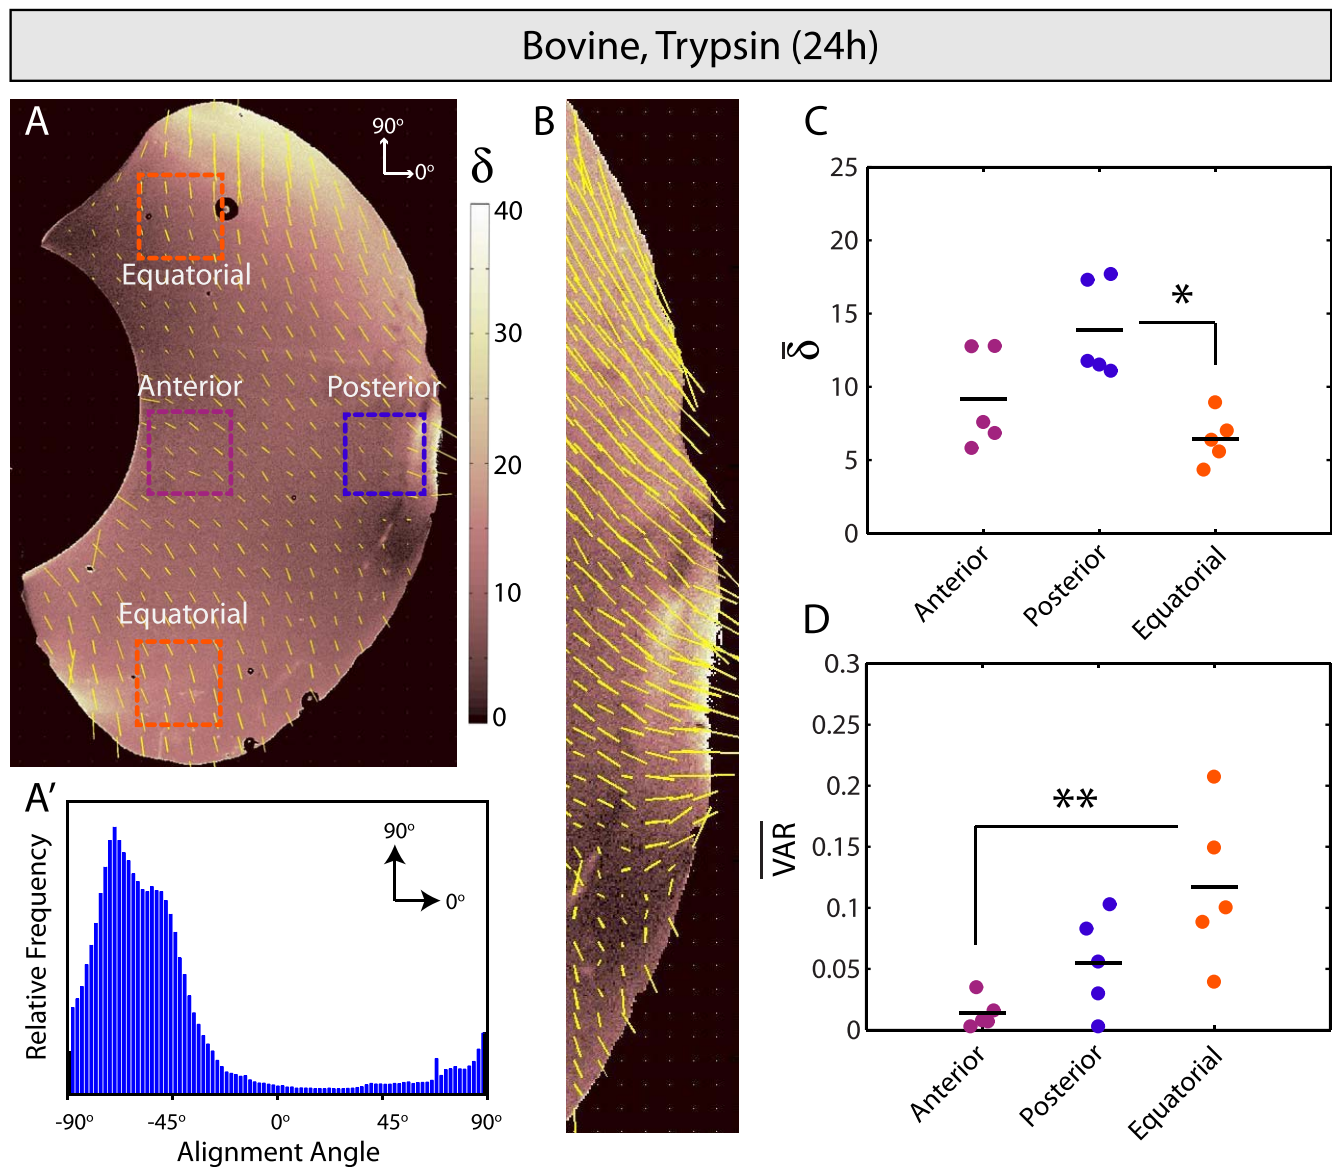 Bovine, Trypsin (24h)
A
90°
0°
Equatorial
Anterior
Posterior
Equatorial
δ
40
30
20
10
0
B
C
25
20
15
10
5
0
δ̅
*
Anterior
Posterior
Equatorial
A′
Relative Frequency
90°
0°
-90°
-45°
0°
45°
90°
Alignment Angle
D
0.3
0.25
0.2
0.15
0.1
0.05
0
VAR
**
Anterior
Posterior
Equatorial